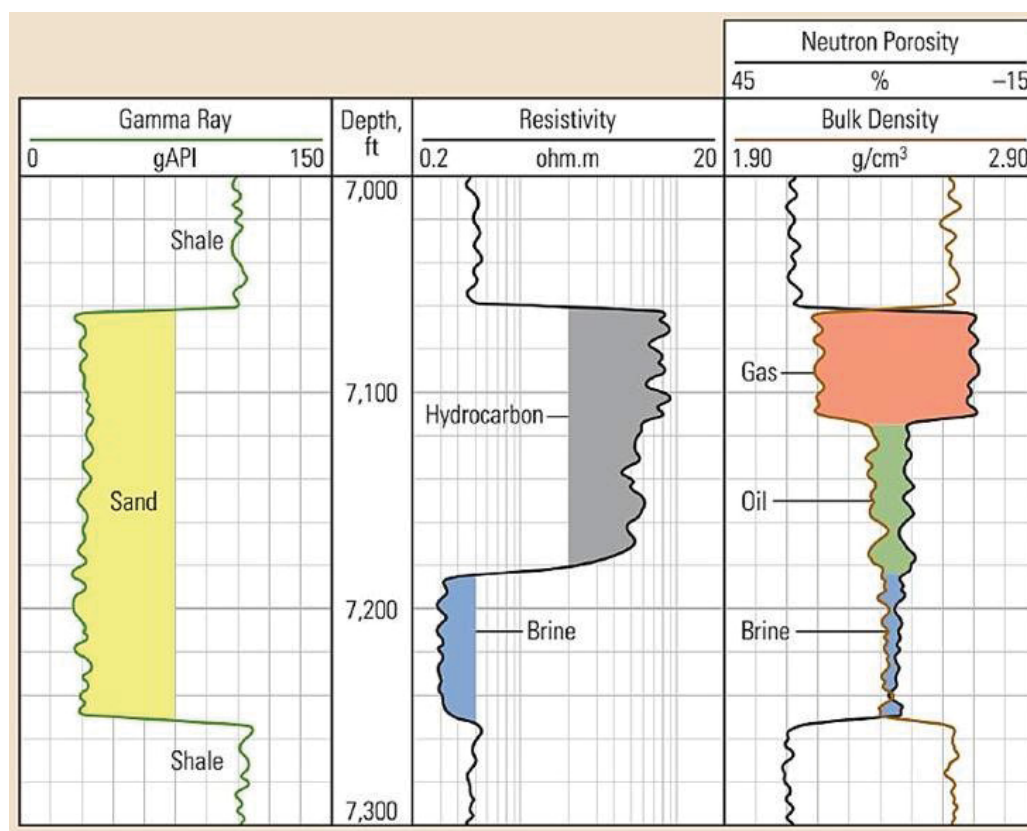 Neutron Porosity
45 % –15
Gamma Ray
0 gAPI 150
Depth,
ft
Resistivity
0.2 ohm.m 20
Bulk Density
1.90 g/cm³ 2.90
7,000
Shale
7,100
Gas
Hydrocarbon
Sand
Oil
7,200
Brine
Brine
Shale
7,300